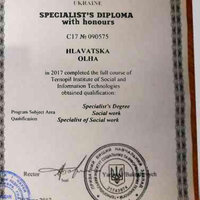 UKRAINE
SPECIALIST'S DIPLOMA
with honours
C17 № 090575
HLAVATSKA
OLHA
in 2017 completed the full course of
Ternopil Institute of Social and
Information Technologies
obtained qualification:
Specialist's Degree
Program Subject Area Social work
Qualification Specialist of Social work
Rector
2017